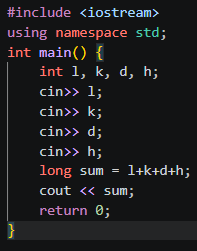 #include <iostream>
using namespace std;
int main() {
    int l, k, d, h;
    cin>> l;
    cin>> k;
    cin>> d;
    cin>> h;
    long sum = l+k+d+h;
    cout << sum;
    return 0;
}